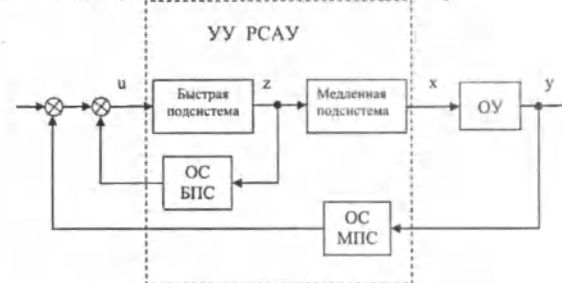 УУ РСАУ
u
Быстрая
подсистема
z
Медленная
подсистема
x
ОУ
y
ОС
БПС
ОС
МПС